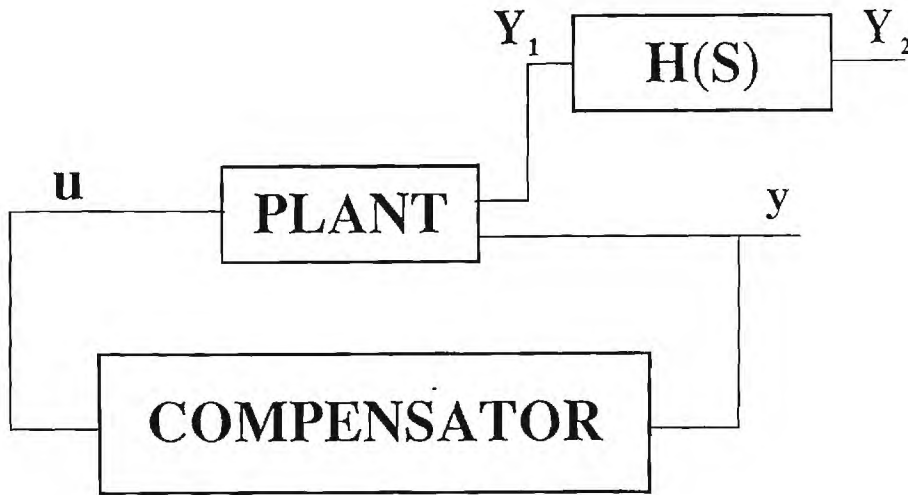 Y₁
H(S)
Y₂
u
PLANT
y
COMPENSATOR